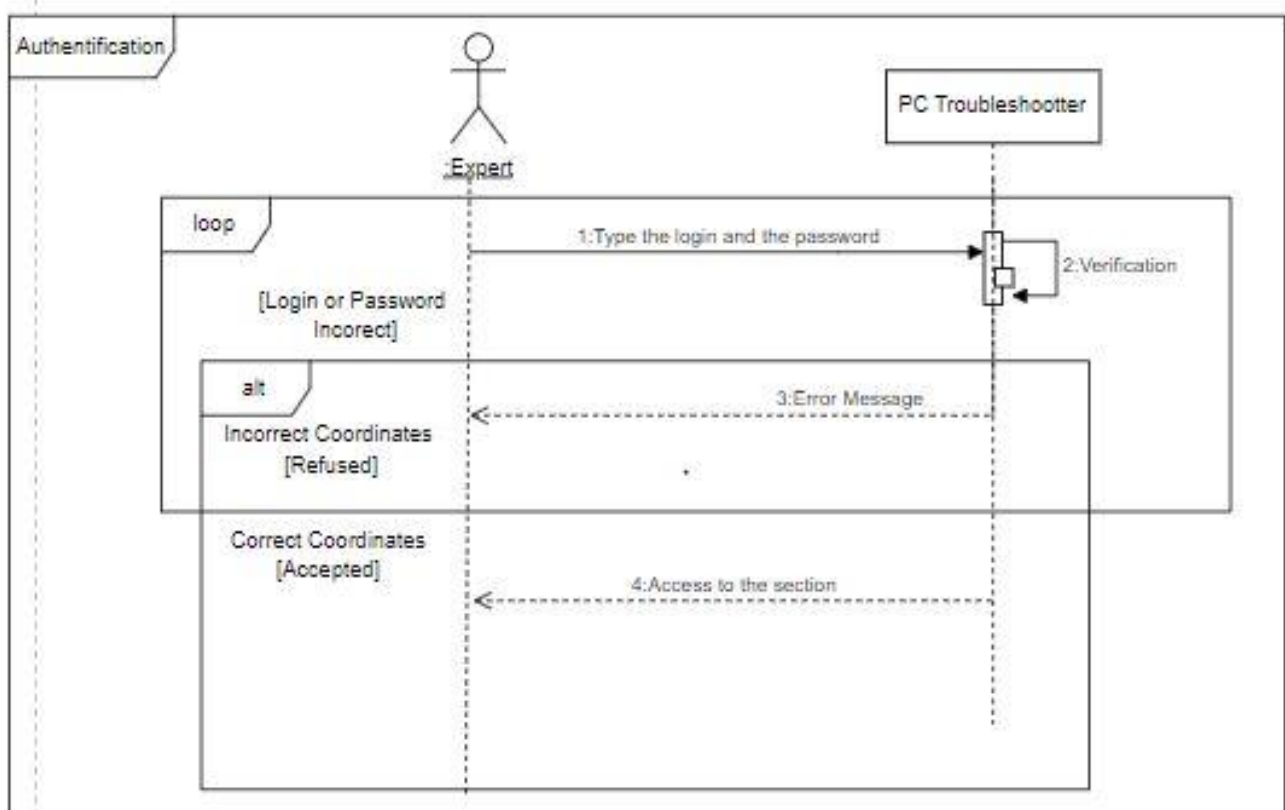 Authentification
PC Troubleshootter
:Expert
loop
1:Type the login and the password
2:Verification
[Login or Password
Incorect]
alt
3:Error Message
Incorrect Coordinates
[Refused]
Correct Coordinates
[Accepted]
4:Access to the section